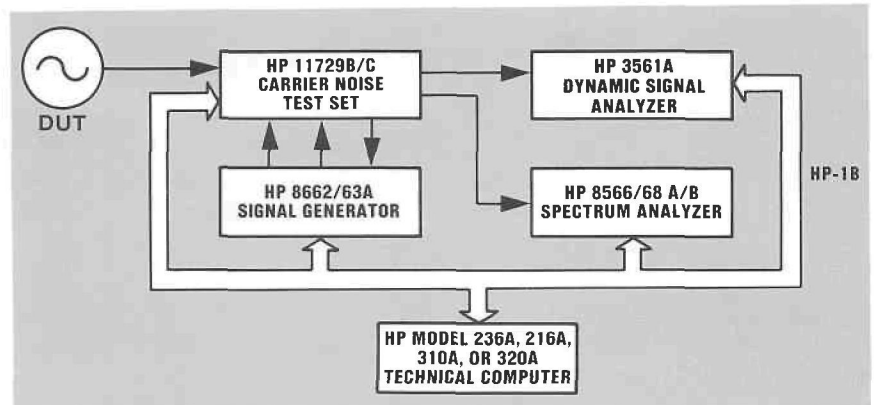 DUT
HP 11729B/C
CARRIER NOISE
TEST SET
HP 3561A
DYNAMIC SIGNAL
ANALYZER
HP 8662/63A
SIGNAL GENERATOR
HP 8566/68 A/B
SPECTRUM ANALYZER
HP-1B
HP MODEL 236A, 216A,
310A, OR 320A
TECHNICAL COMPUTER